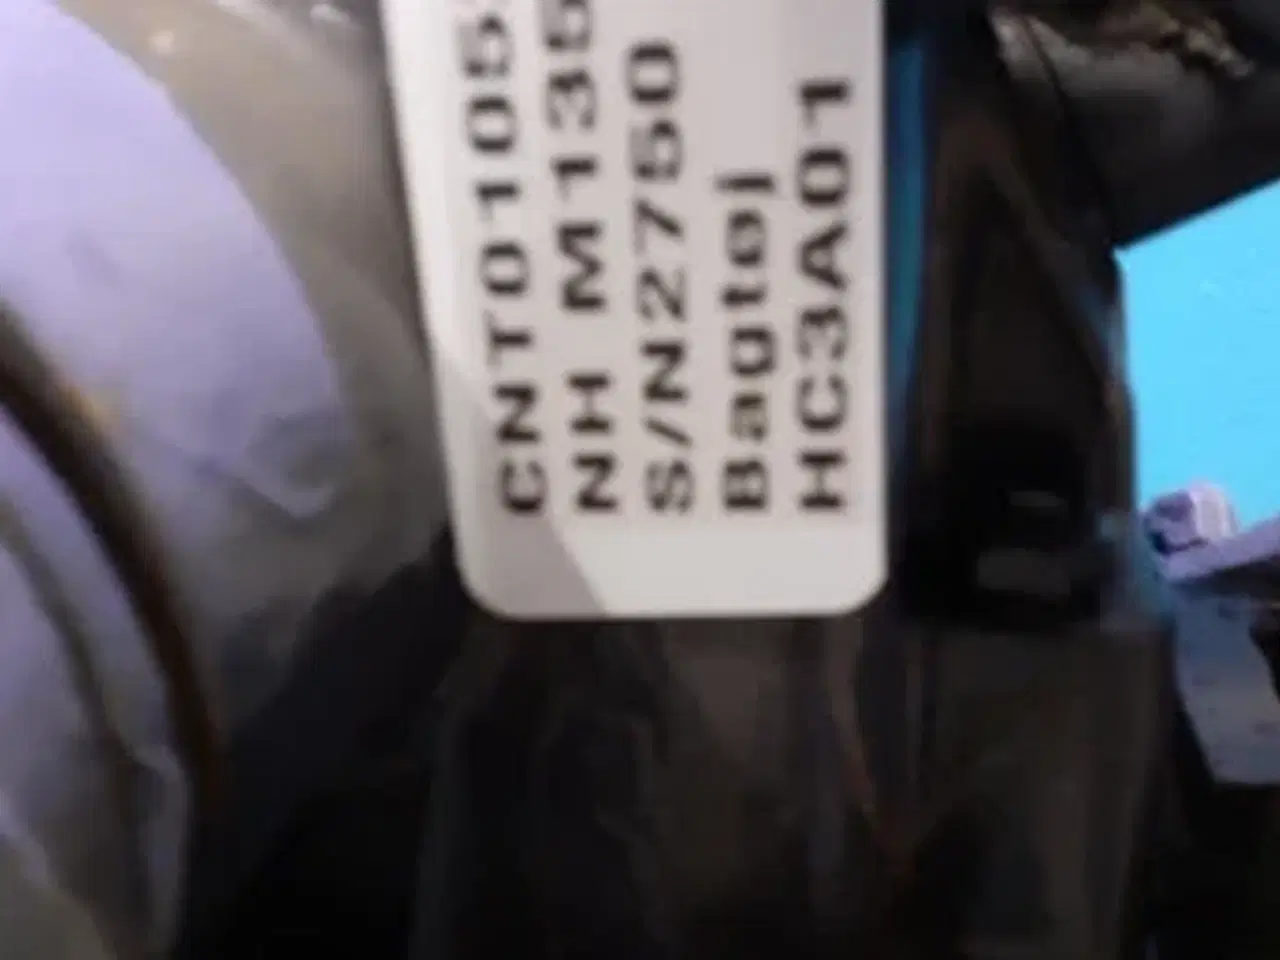 CNT0105
NH M135
S/N2750
Bagtøj
HC3A01